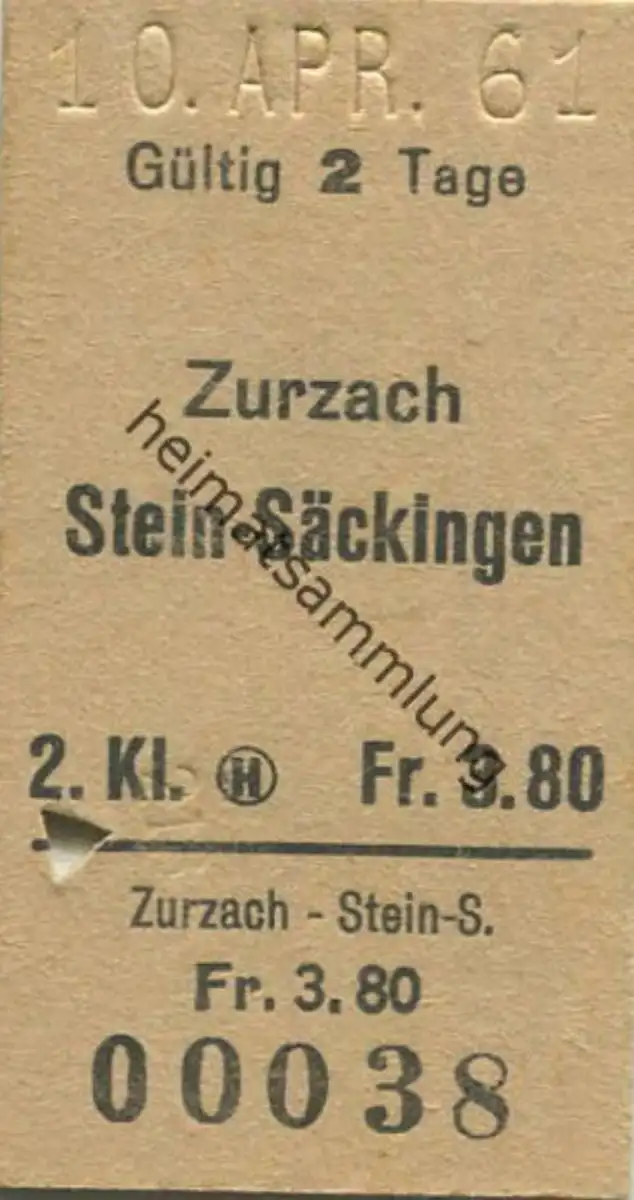 10. APR. 61
Gültig 2 Tage
Zurzach
Stein-Säckingen
heimatsammlung
2. Kl. H Fr. 3.80
Zurzach - Stein-S.
Fr. 3.80
00038